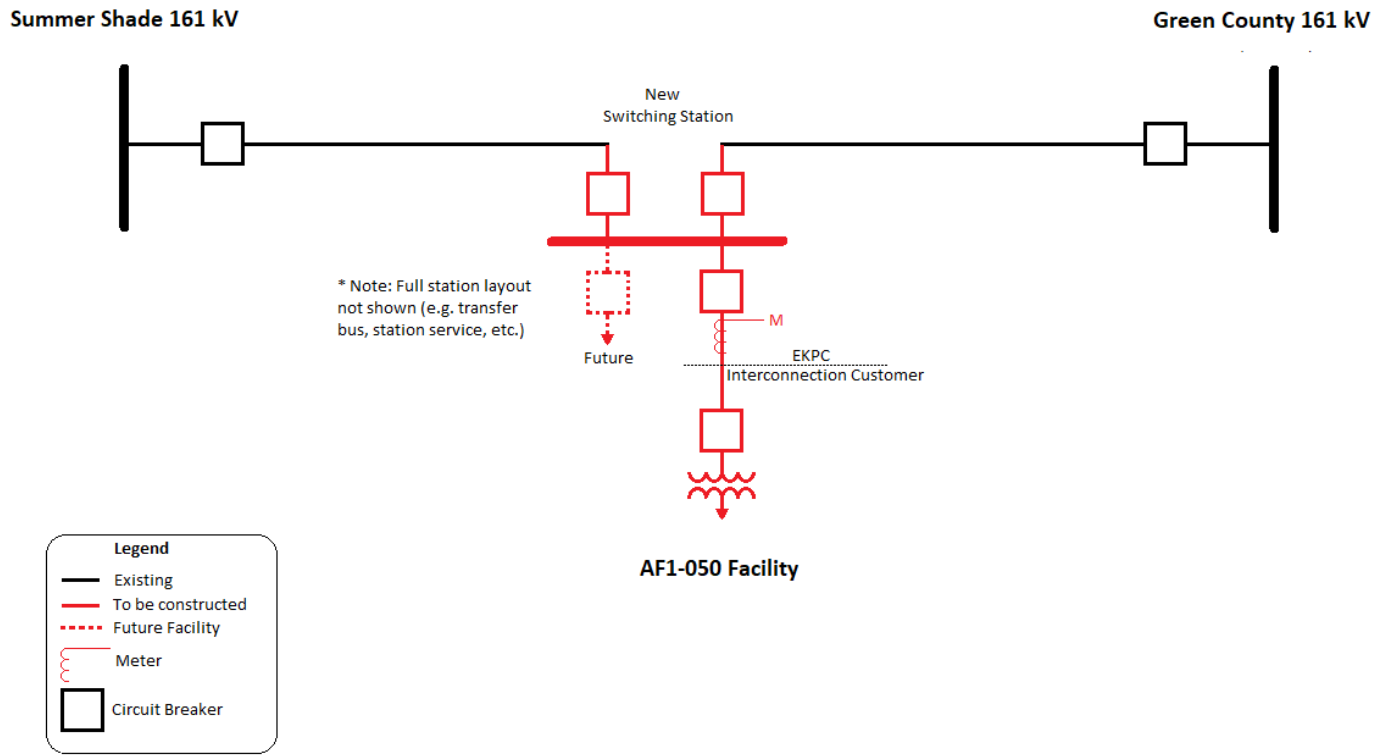 Summer Shade 161 kV
Green County 161 kV
New
Switching Station
* Note: Full station layout
not shown (e.g. transfer
bus, station service, etc.)
M
Future
EKPC
Interconnection Customer
AF1-050 Facility
Legend
Existing
To be constructed
Future Facility
Meter
Circuit Breaker